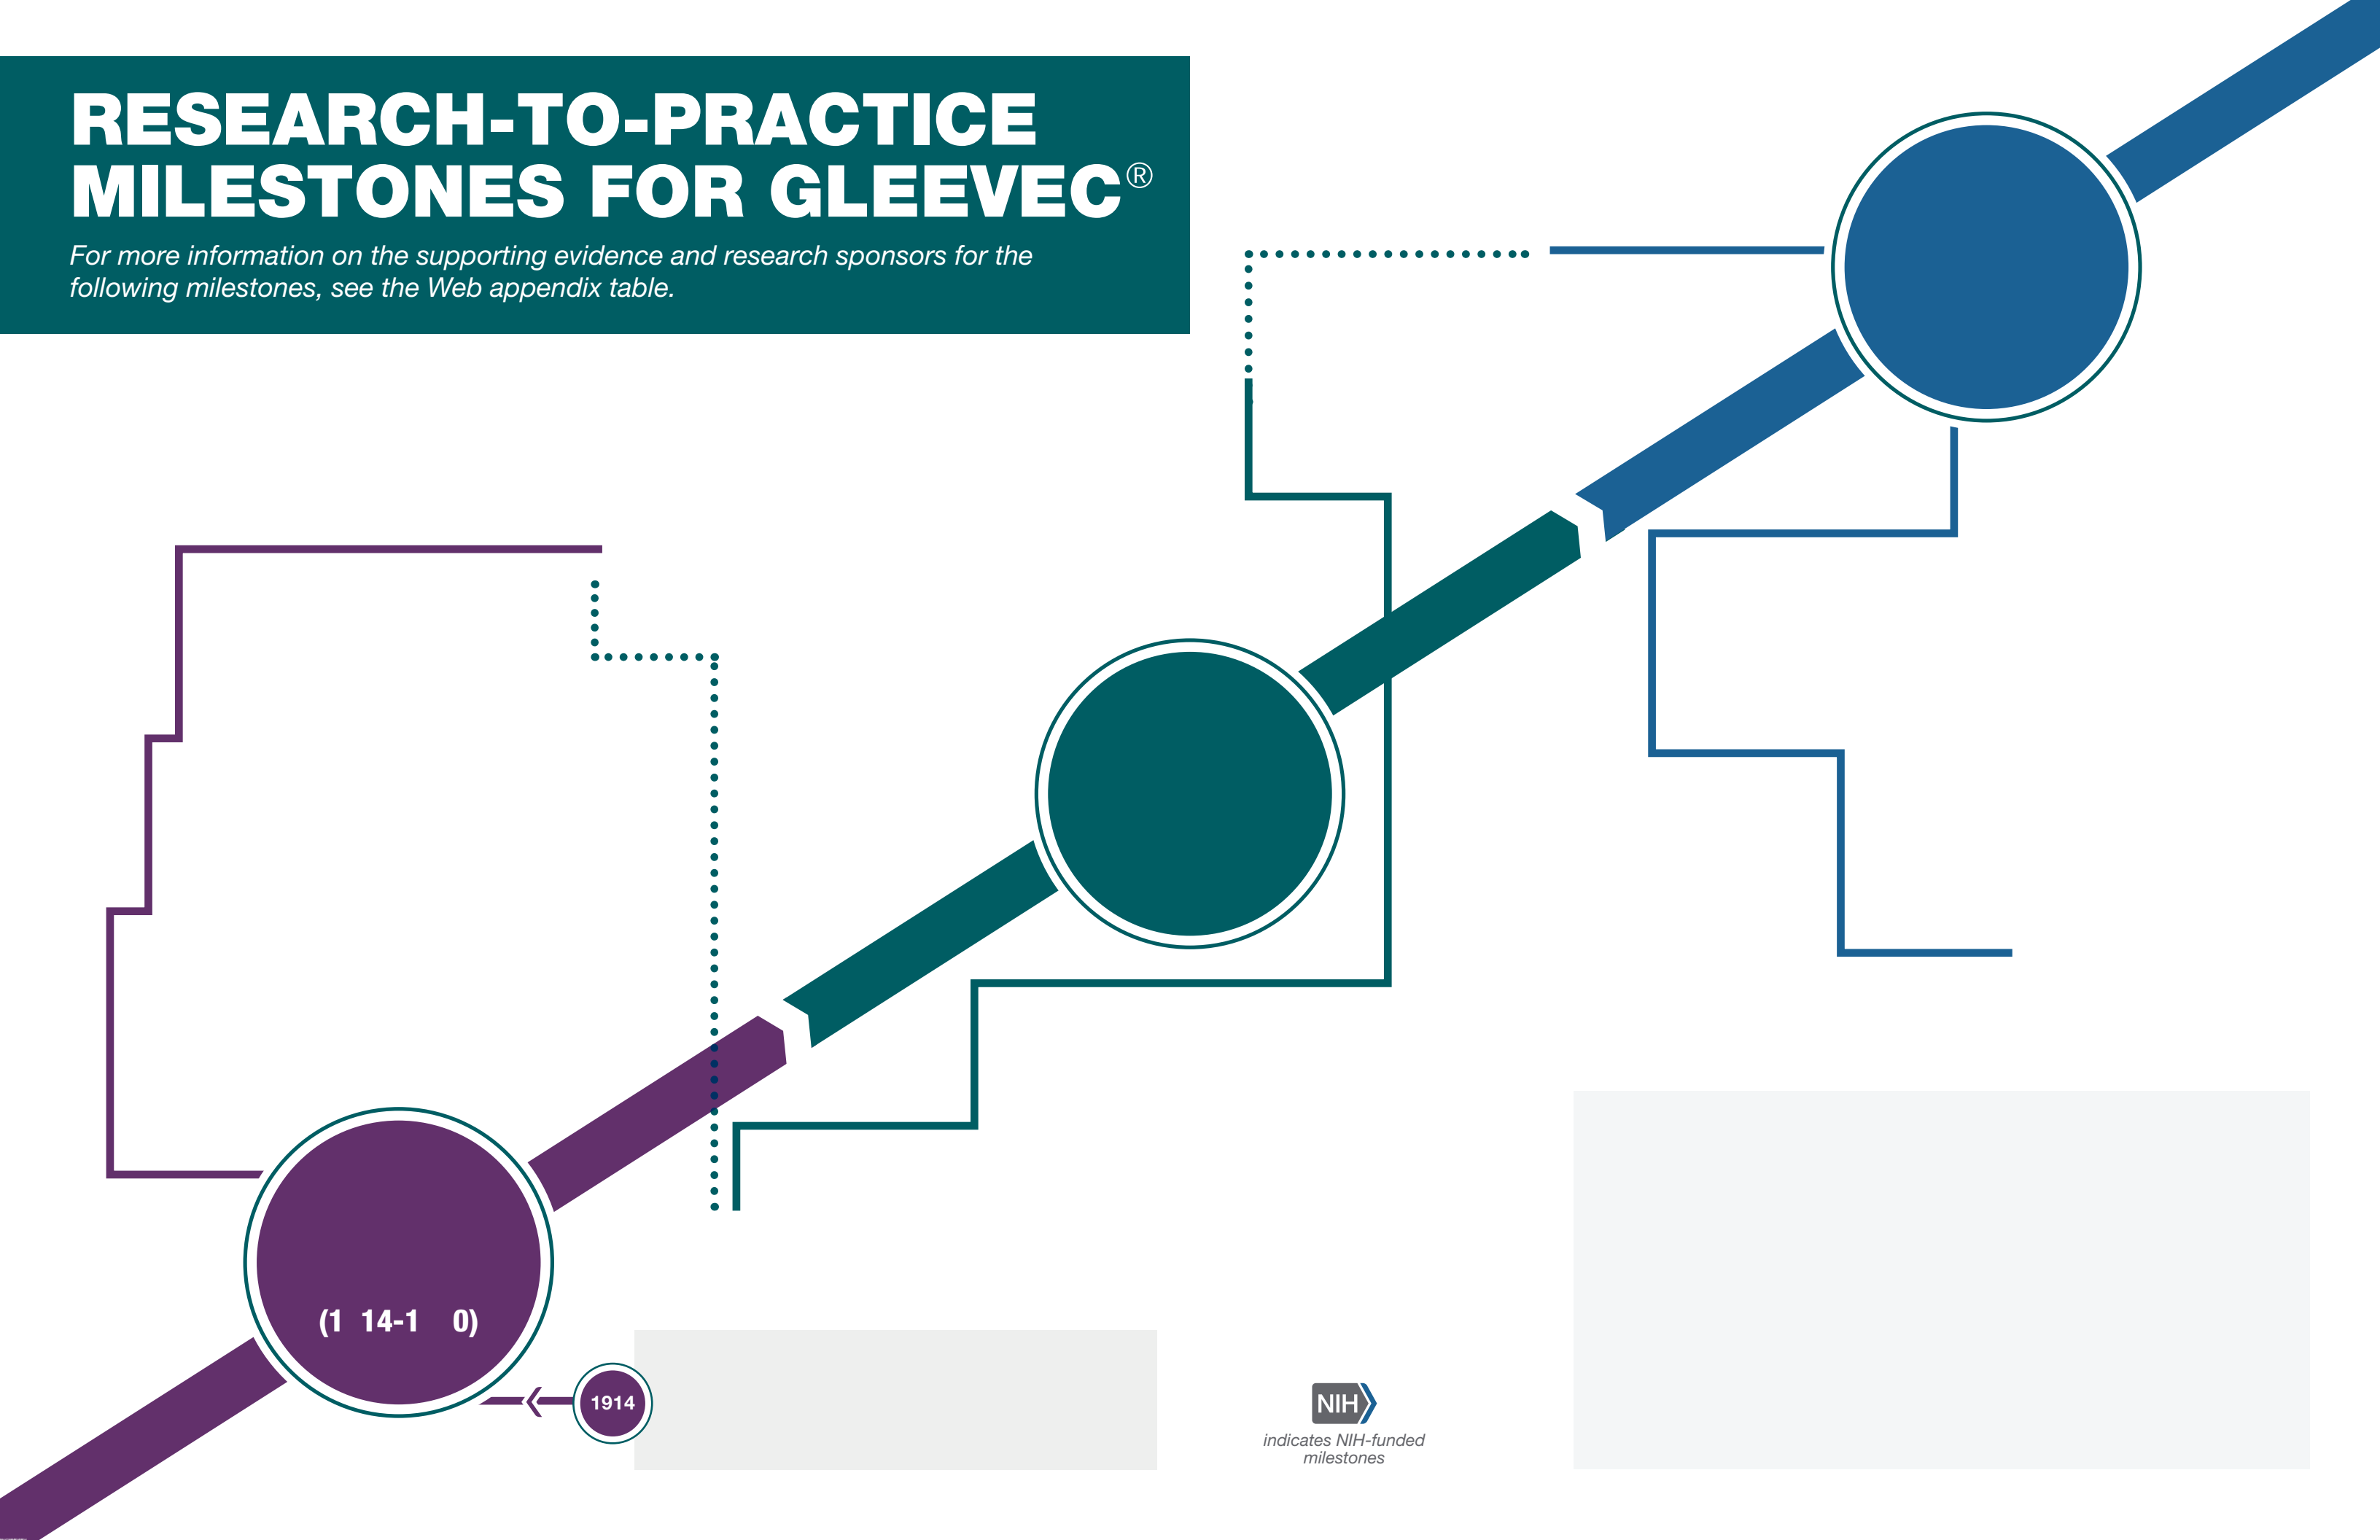 RESEARCH-TO-PRACTICE
MILESTONES FOR GLEEVEC®
For more information on the supporting evidence and research sponsors for the
following milestones, see the Web appendix table.
(1 14-1 0)
1914
NIH
indicates NIH-funded
milestones